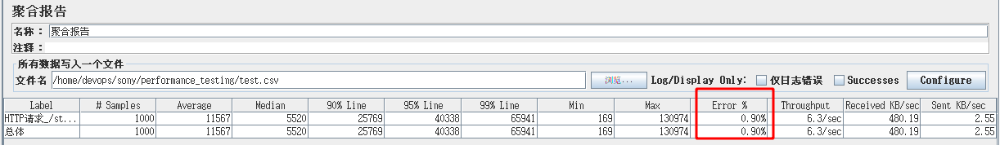 聚合报告
名称： 聚合报告
注释：
所有数据写入一个文件
文件名 /home/devops/sony/performance_testing/test.csv 浏览... Log/Display Only: 仅日志错误 Successes Configure
Label # Samples Average Median 90% Line 95% Line 99% Line Min Max Error % Throughput Received KB/sec Sent KB/sec
HTTP请求_/st... 1000 11567 5520 25769 40338 65941 169 130974 0.90% 6.3/sec 480.19 2.55
总体 1000 11567 5520 25769 40338 65941 169 130974 0.90% 6.3/sec 480.19 2.55